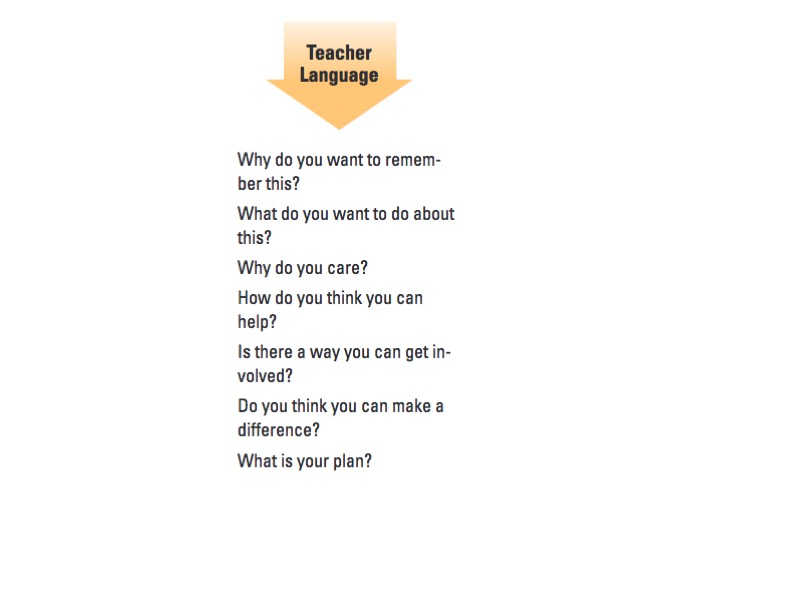 Teacher
Language
Why do you want to remem-
ber this?
What do you want to do about
this?
Why do you care?
How do you think you can
help?
Is there a way you can get in-
volved?
Do you think you can make a
difference?
What is your plan?